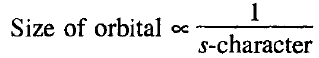 Size of orbital ∝ 1 / s-character